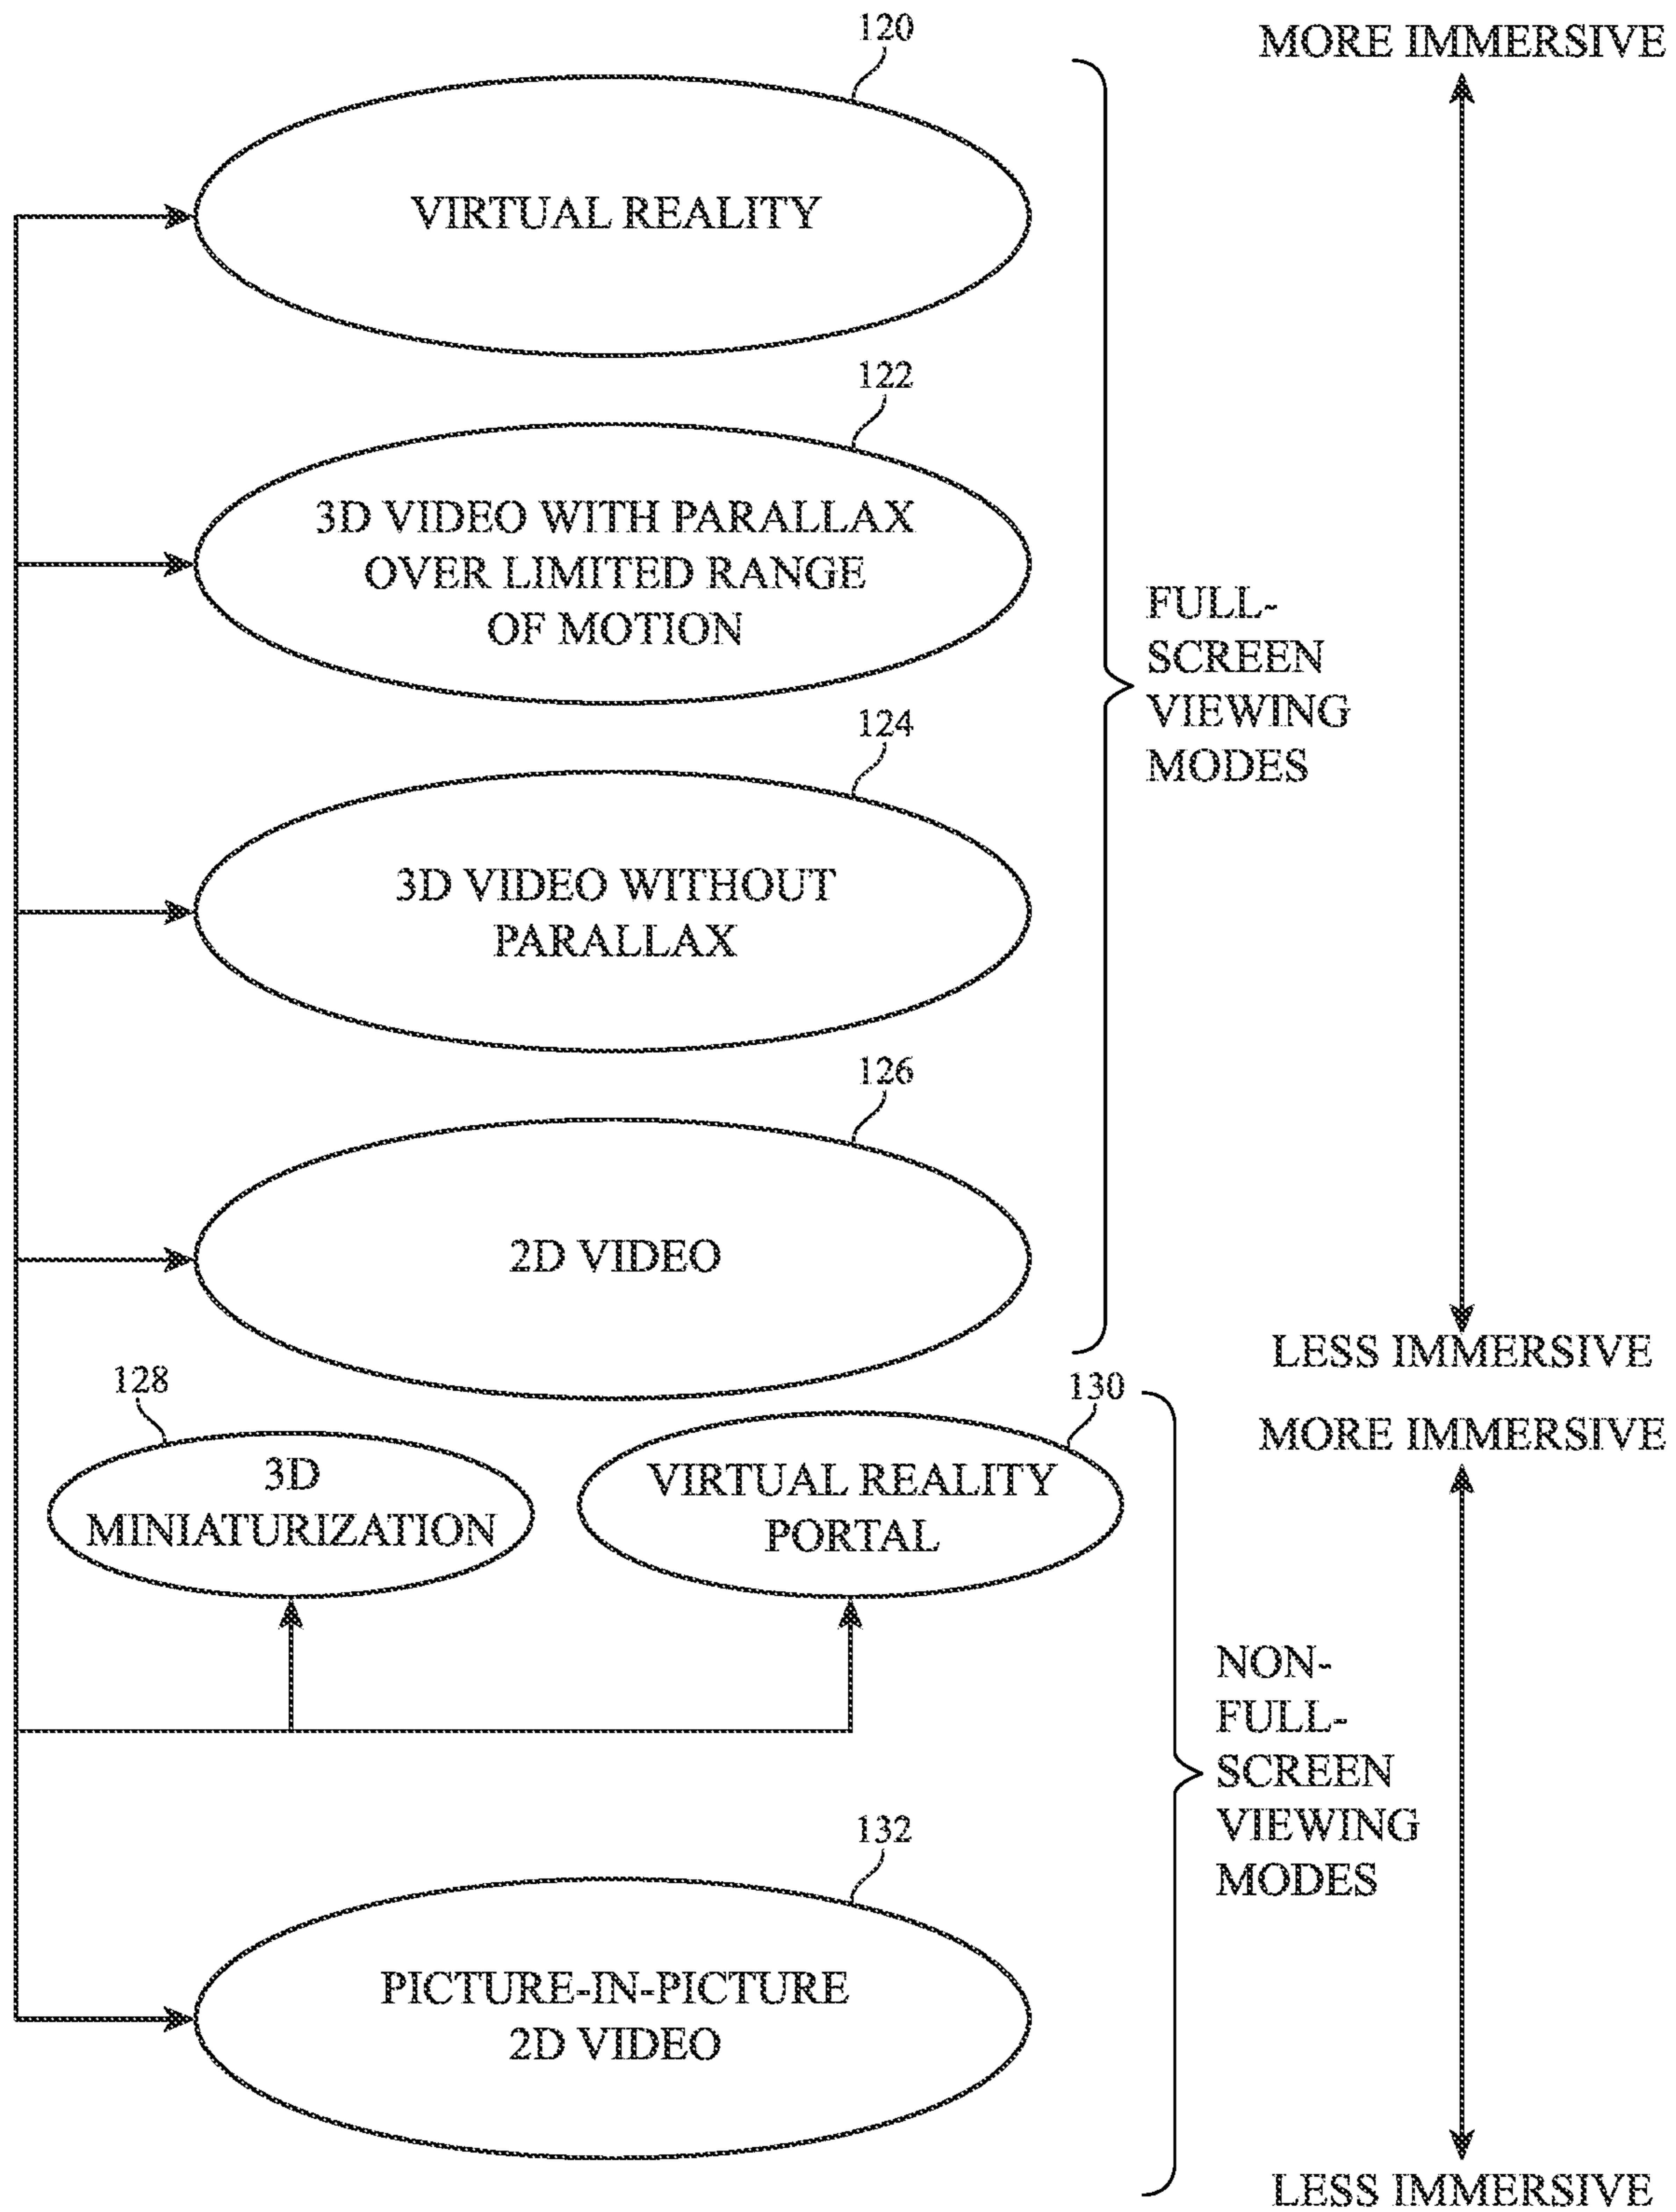 120
MORE IMMERSIVE
VIRTUAL REALITY
122
3D VIDEO WITH PARALLAX
OVER LIMITED RANGE
OF MOTION
FULL-
SCREEN
VIEWING
MODES
124
3D VIDEO WITHOUT
PARALLAX
126
2D VIDEO
LESS IMMERSIVE
128
130
MORE IMMERSIVE
3D
MINIATURIZATION
VIRTUAL REALITY
PORTAL
NON-
FULL-
SCREEN
VIEWING
MODES
132
PICTURE-IN-PICTURE
2D VIDEO
LESS IMMERSIVE